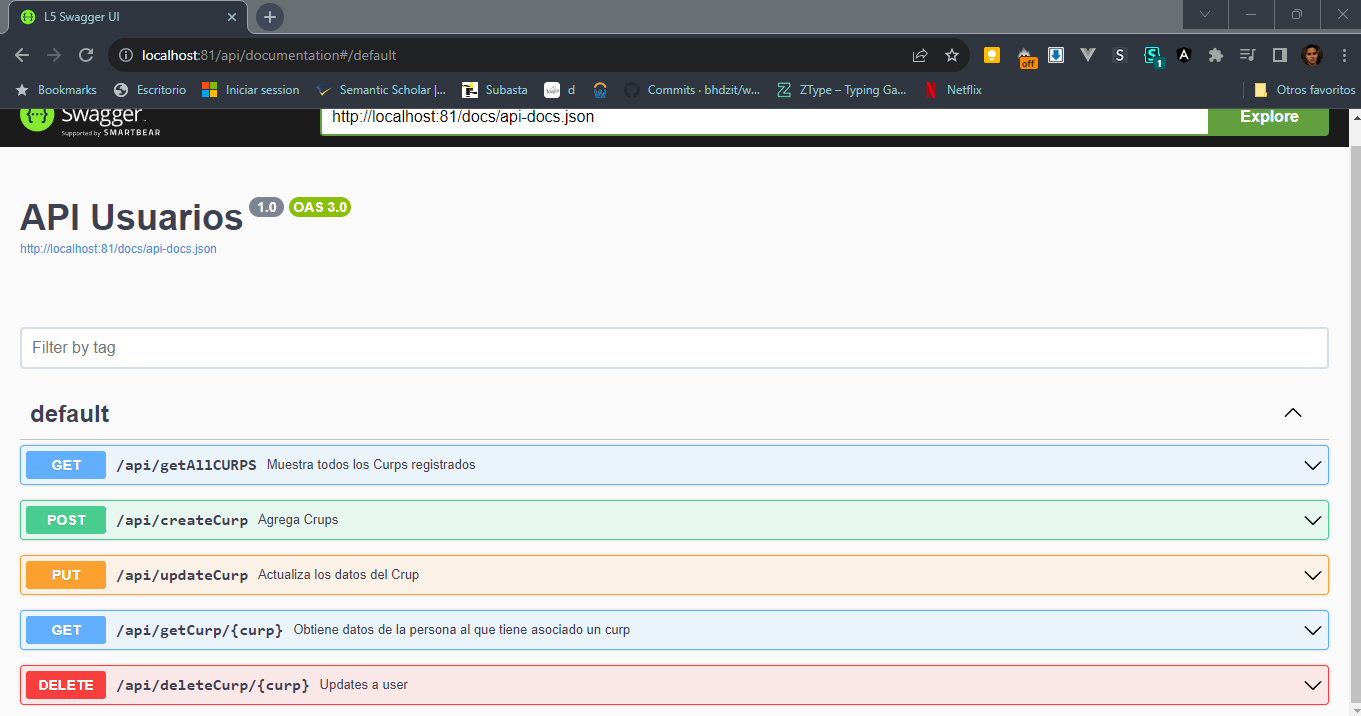 L5 Swagger UI
localhost:81/api/documentation#/default
off
S
1
A
Bookmarks Escritorio Iniciar session Semantic Scholar |... Subasta d Commits · bhdzit/w... ZType – Typing Ga... Netflix Otros favoritos
Swagger
Supported by SMARTBEAR
http://localhost:81/docs/api-docs.json
Explore
API Usuarios 1.0 OAS 3.0
http://localhost:81/docs/api-docs.json
Filter by tag
default
GET /api/getAllCURPS Muestra todos los Curps registrados
POST /api/createCurp Agrega Crups
PUT /api/updateCurp Actualiza los datos del Crup
GET /api/getCurp/{curp} Obtiene datos de la persona al que tiene asociado un curp
DELETE /api/deleteCurp/{curp} Updates a user